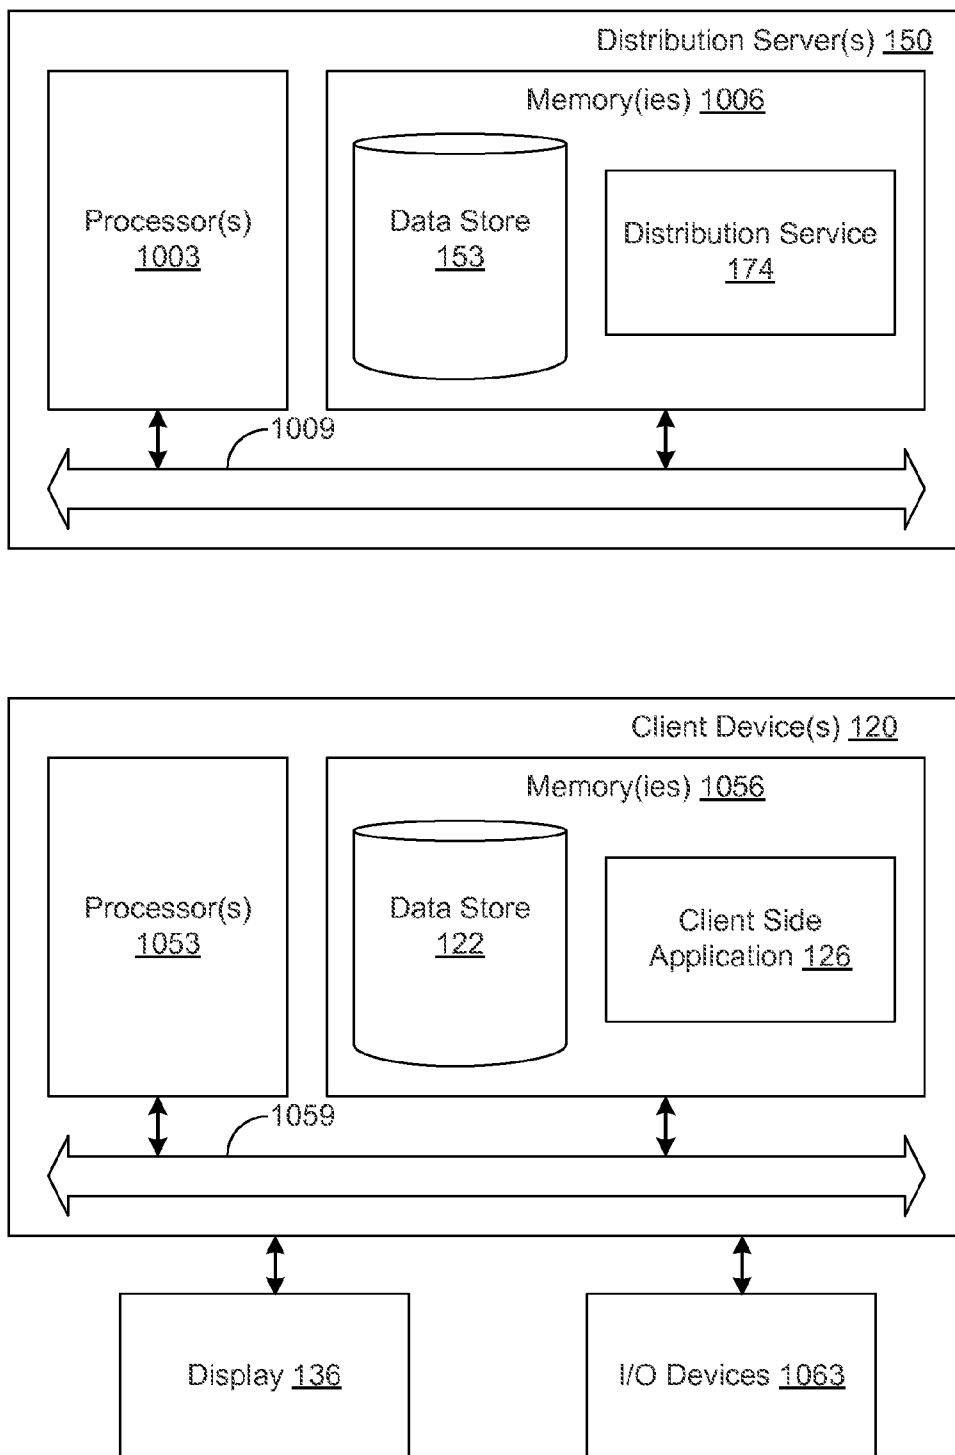 Distribution Server(s) 150
Memory(ies) 1006
Processor(s)
1003
Data Store
153
Distribution Service
174
1009
Client Device(s) 120
Memory(ies) 1056
Processor(s)
1053
Data Store
122
Client Side
Application 126
1059
Display 136
I/O Devices 1063